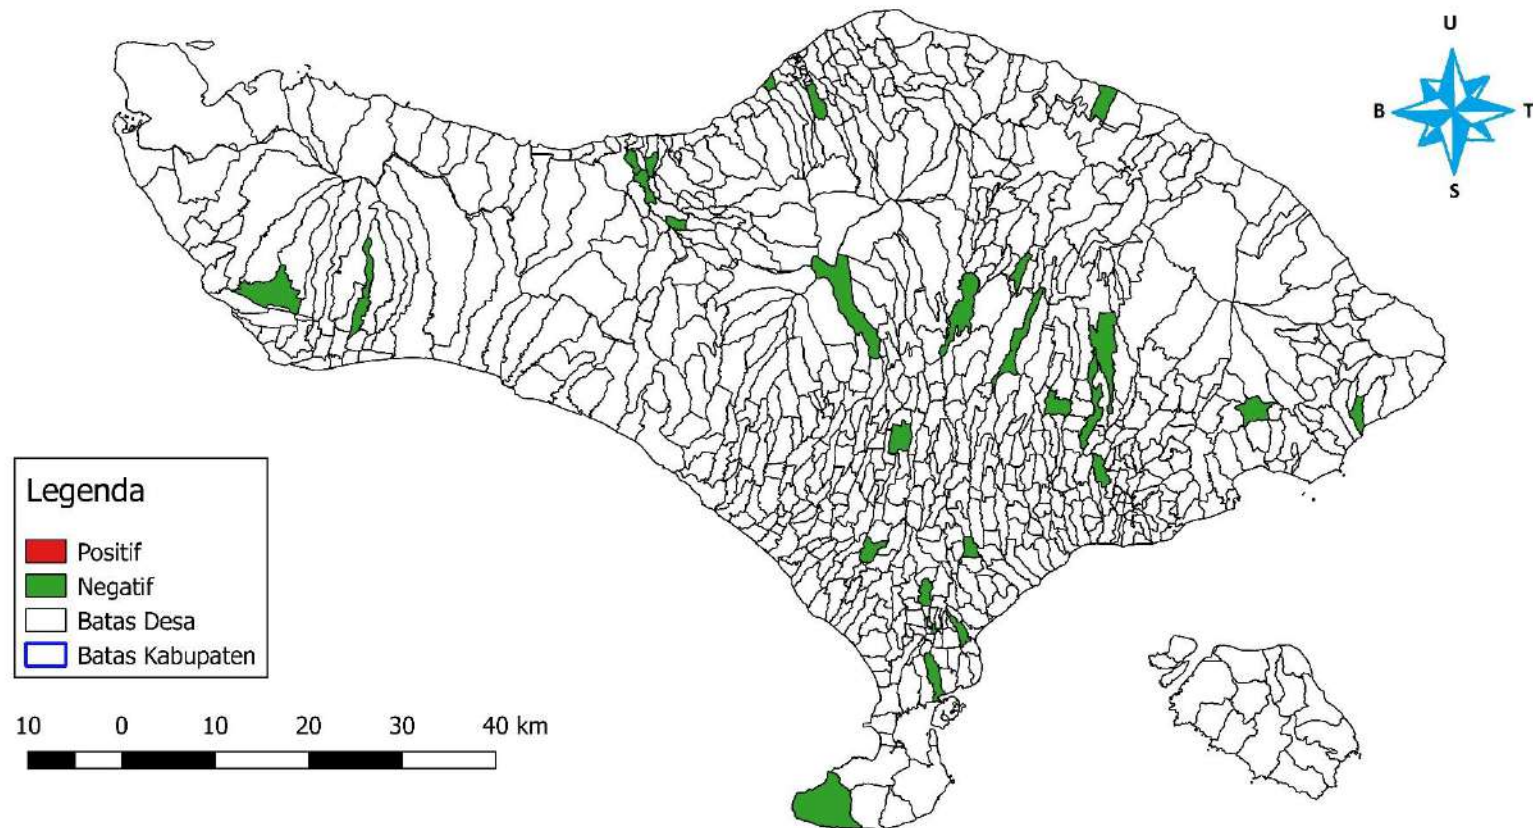 U
B
T
S
Legenda
Positif
Negatif
Batas Desa
Batas Kabupaten
10 0 10 20 30 40 km